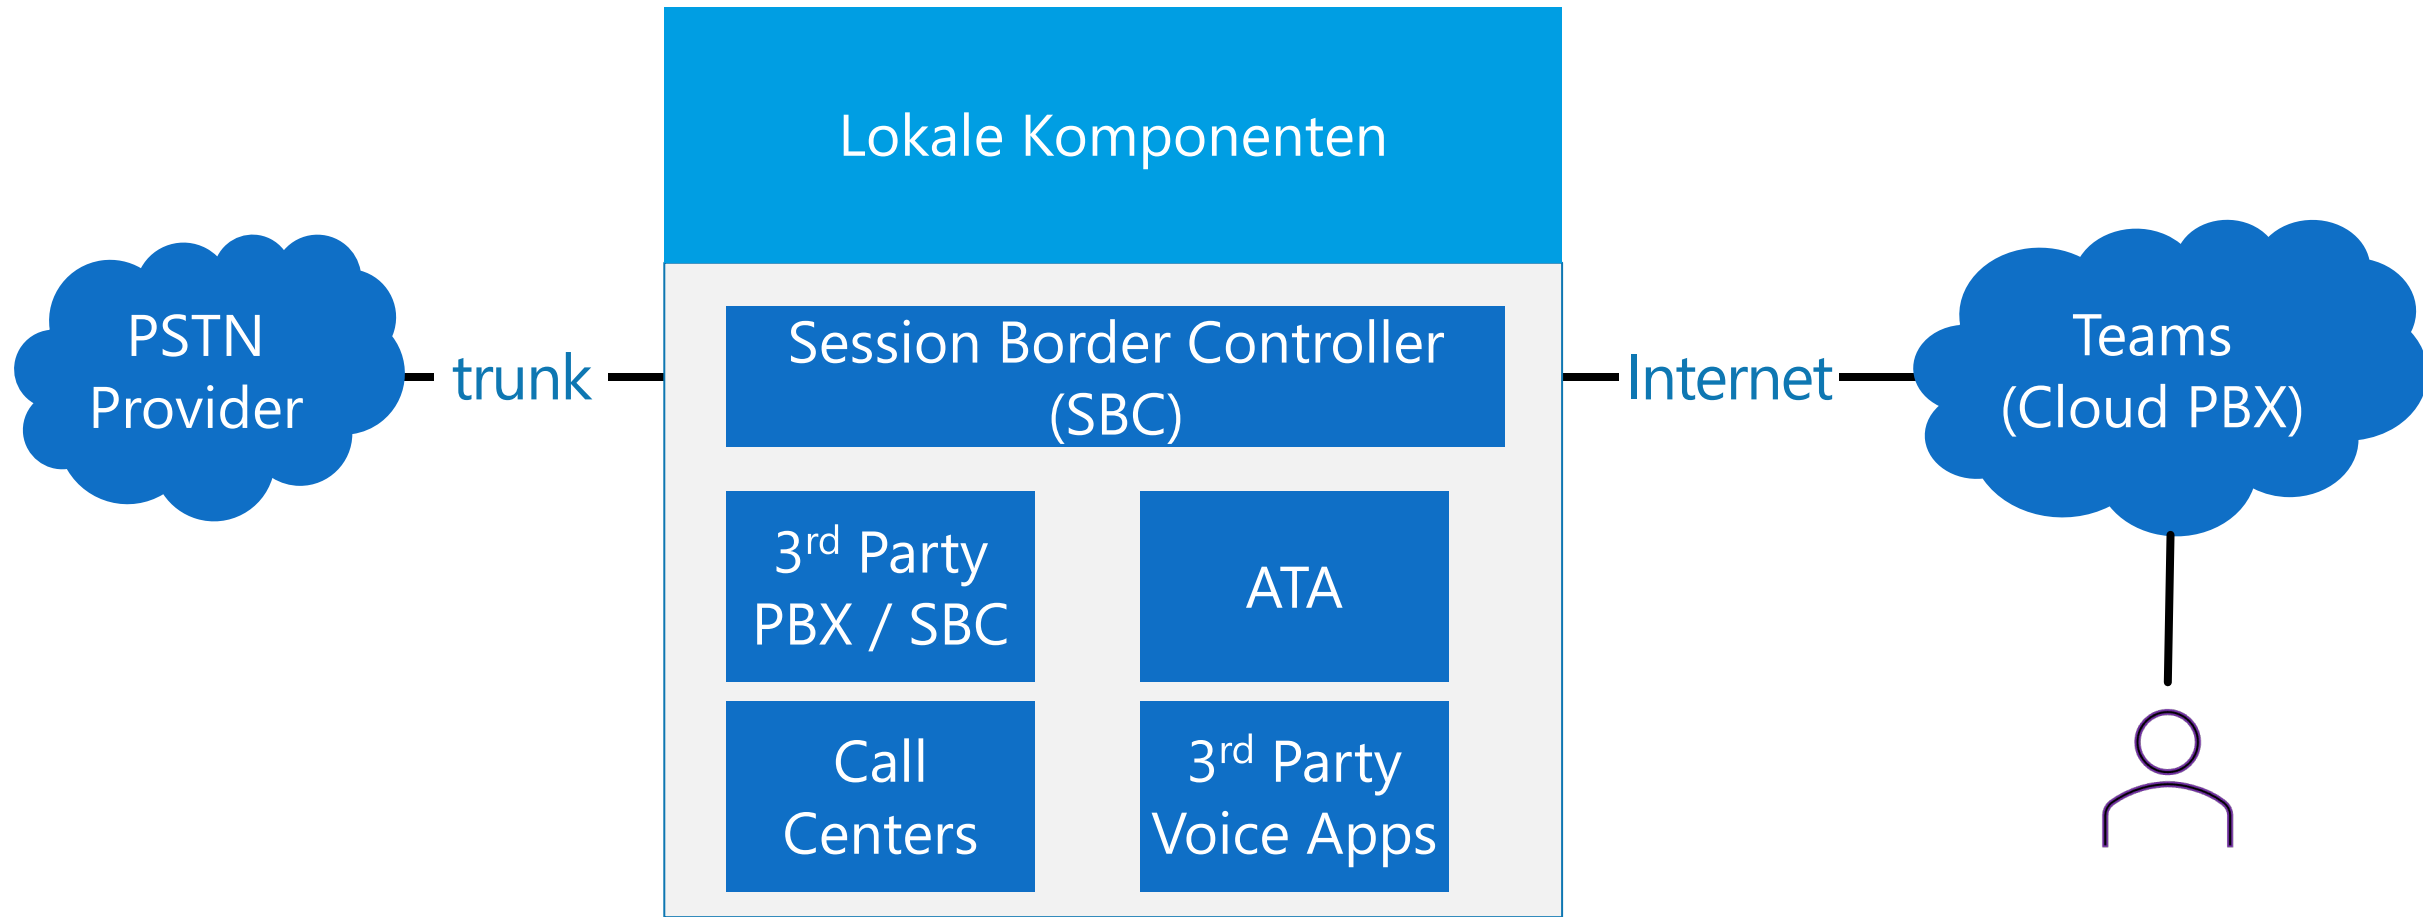 Lokale Komponenten
PSTN
Provider
trunk
Session Border Controller
(SBC)
Internet
Teams
(Cloud PBX)
3rd Party
PBX / SBC
ATA
Call
Centers
3rd Party
Voice Apps